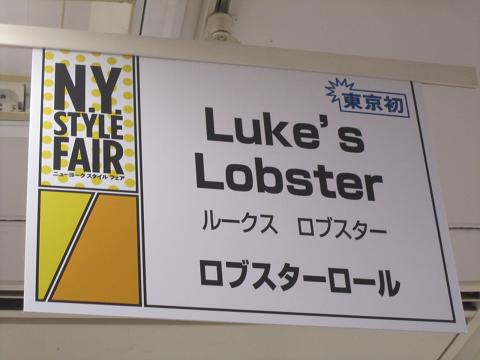 N.Y.
STYLE
FAIR
ニューヨーク スタイル フェア
東京初
Luke's
Lobster
ルークス ロブスター
ロブスターロール